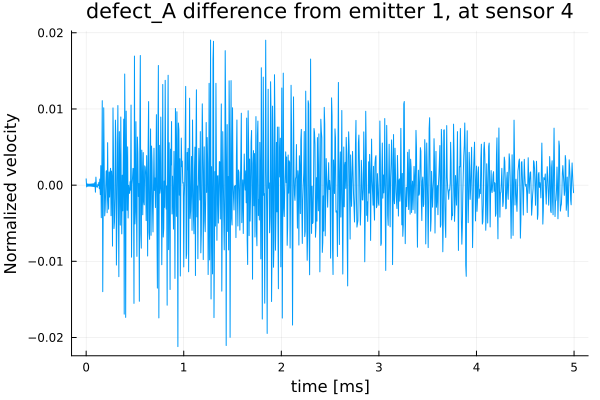 defect_A difference from emitter 1, at sensor 4
0.02
0.01
0.00
−0.01
−0.02
Normalized velocity
0 1 2 3 4 5
time [ms]